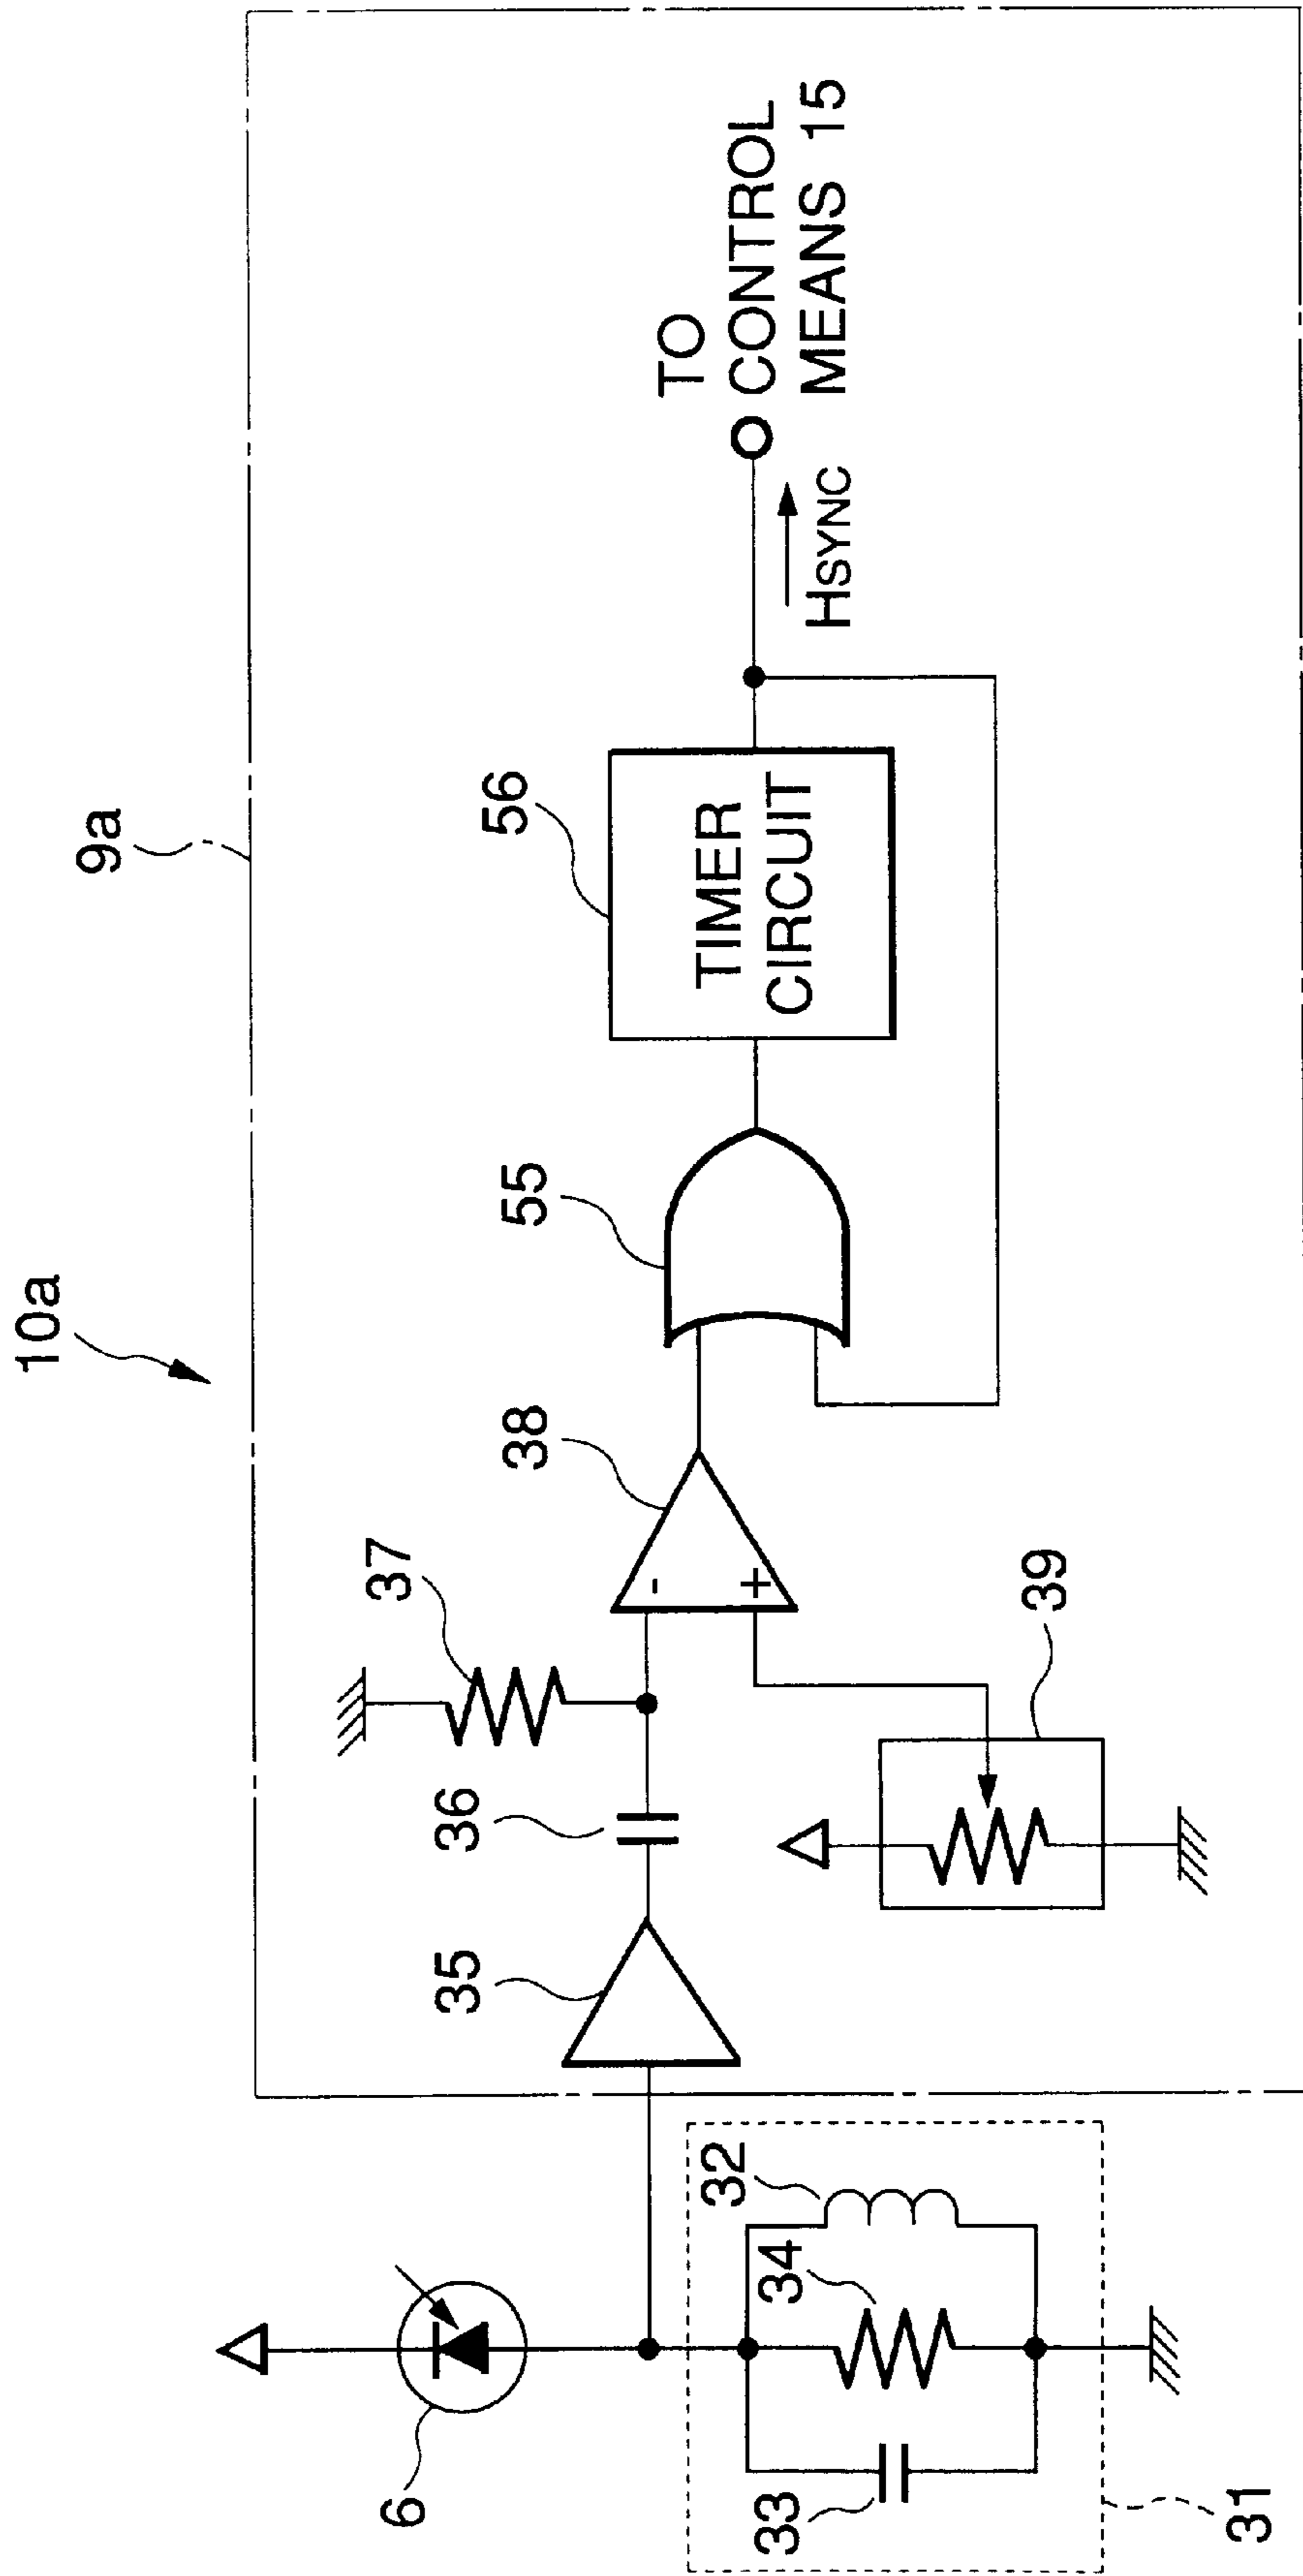 10a
9a
6
31
32
33
34
35
36
37
38
-
+
39
55
56
TIMER
CIRCUIT
HSYNC
TO
CONTROL
MEANS 15